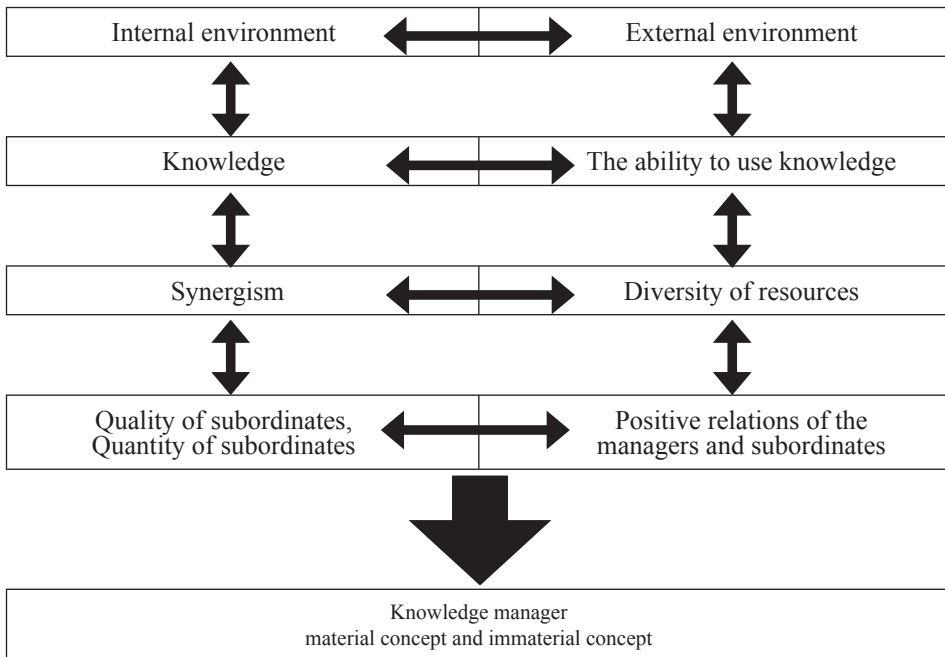 Internal environment
External environment
Knowledge
The ability to use knowledge
Synergism
Diversity of resources
Quality of subordinates,
Quantity of subordinates
Positive relations of the
managers and subordinates
Knowledge manager
material concept and immaterial concept